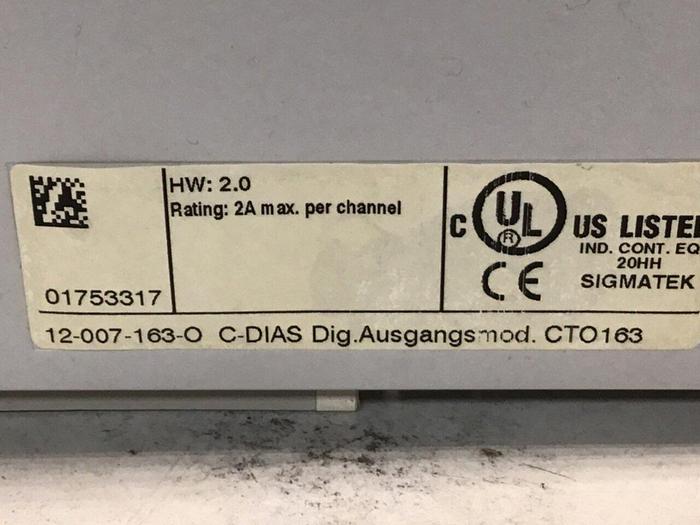 01753317
HW: 2.0
Rating: 2A max. per channel
C UL ® US LISTE
IND. CONT. EQ
20HH
CE SIGMATEK
12-007-163-O C-DIAS Dig.Ausgangsmod. CTO163